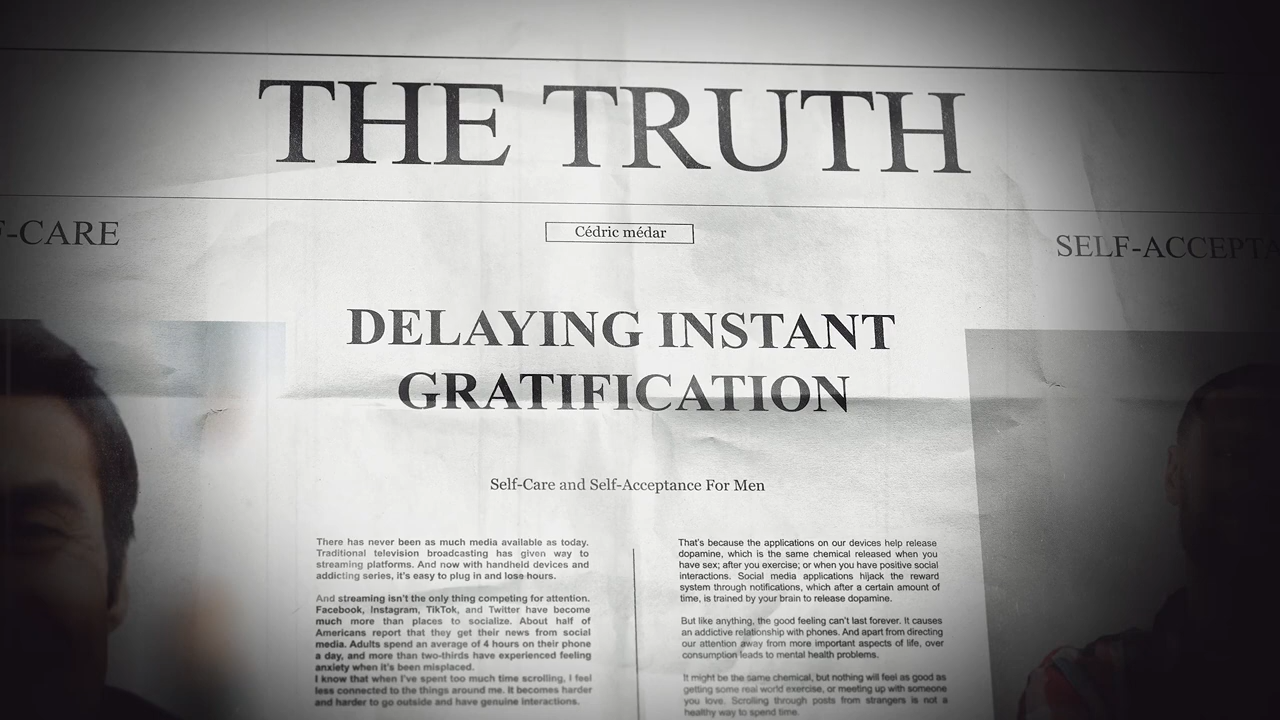 THE TRUTH
F-CARE
Cédric médar
SELF-ACCEPTA
DELAYING INSTANT
GRATIFICATION
Self-Care and Self-Acceptance For Men
There has never been as much media available as today.
Traditional television broadcasting has given way to
streaming platforms. And now with handheld devices and
addicting series, it's easy to plug in and lose hours.
And streaming isn't the only thing competing for attention.
Facebook, Instagram, TikTok, and Twitter have become
much more than places to socialize. About half of
Americans report that they get their news from social
media. Adults spend an average of 4 hours on their phone
a day, and more than two-thirds have experienced feeling
anxiety when it's been misplaced.
I know that when I've spent too much time scrolling, I feel
less connected to the things around me. It becomes harder
and harder to go outside and have genuine interactions.
That's because the applications on our devices help release
dopamine, which is the same chemical released when you
have sex; after you exercise; or when you have positive social
interactions. Social media applications hijack the reward
system through notifications, which after a certain amount of
time, is trained by your brain to release dopamine.
But like anything, the good feeling can't last forever. It causes
an addictive relationship with phones. And apart from directing
our attention away from more important aspects of life, over
consumption leads to mental health problems.
It might be the same chemical, but nothing will feel as good as
getting some real world exercise, or meeting up with someone
you love. Scrolling through posts from strangers is not a
healthy way to spend time.